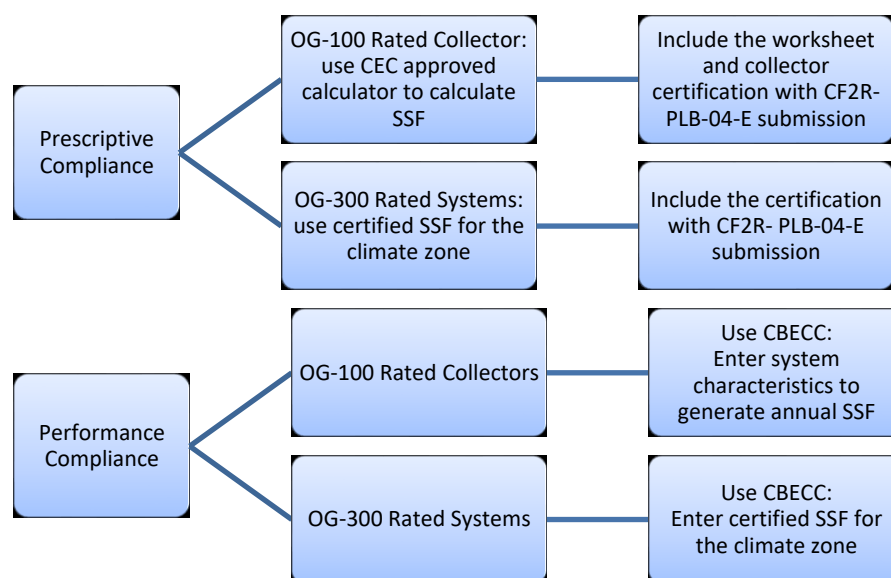 Prescriptive
Compliance
OG-100 Rated Collector:
use CEC approved
calculator to calculate
SSF
Include the worksheet
and collector
certification with CF2R-
PLB-04-E submission
OG-300 Rated Systems:
use certified SSF for the
climate zone
Include the certification
with CF2R- PLB-04-E
submission
Performance
Compliance
OG-100 Rated Collectors
Use CBECC:
Enter system
characteristics to
generate annual SSF
OG-300 Rated Systems
Use CBECC:
Enter certified SSF for
the climate zone